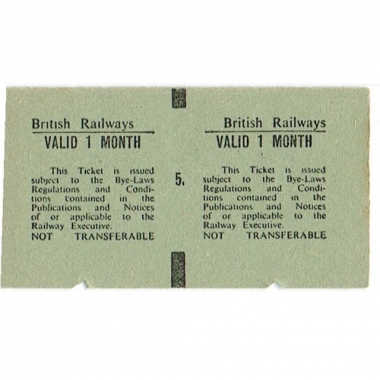 British Railways
VALID 1 MONTH
This Ticket is issued
subject to the Bye-Laws
Regulations and Condi-
tions contained in the
Publications and Notices
of or applicable to the
Railway Executive.
NOT TRANSFERABLE
5.
British Railways
VALID 1 MONTH
This Ticket is issued
subject to the Bye-Laws
Regulations and Condi-
tions contained in the
Publications and Notices
of or applicable to the
Railway Executive.
NOT TRANSFERABLE